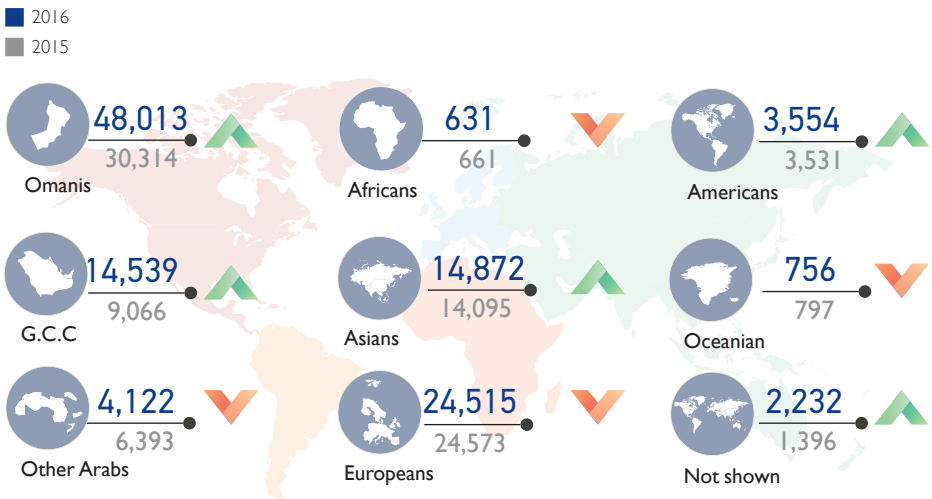 2016
2015
48,013
30,314
Omanis
631
661
Africans
3,554
3,531
Americans
14,539
9,066
G.C.C
14,872
14,095
Asians
756
797
Oceanian
4,122
6,393
Other Arabs
24,515
24,573
Europeans
2,232
1,396
Not shown